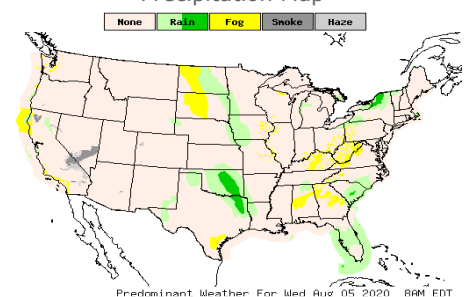 Precipitation Map
None Rain Fog Smoke Haze
Predominant Weather For Wed Aug 05 2020 8AM EDT